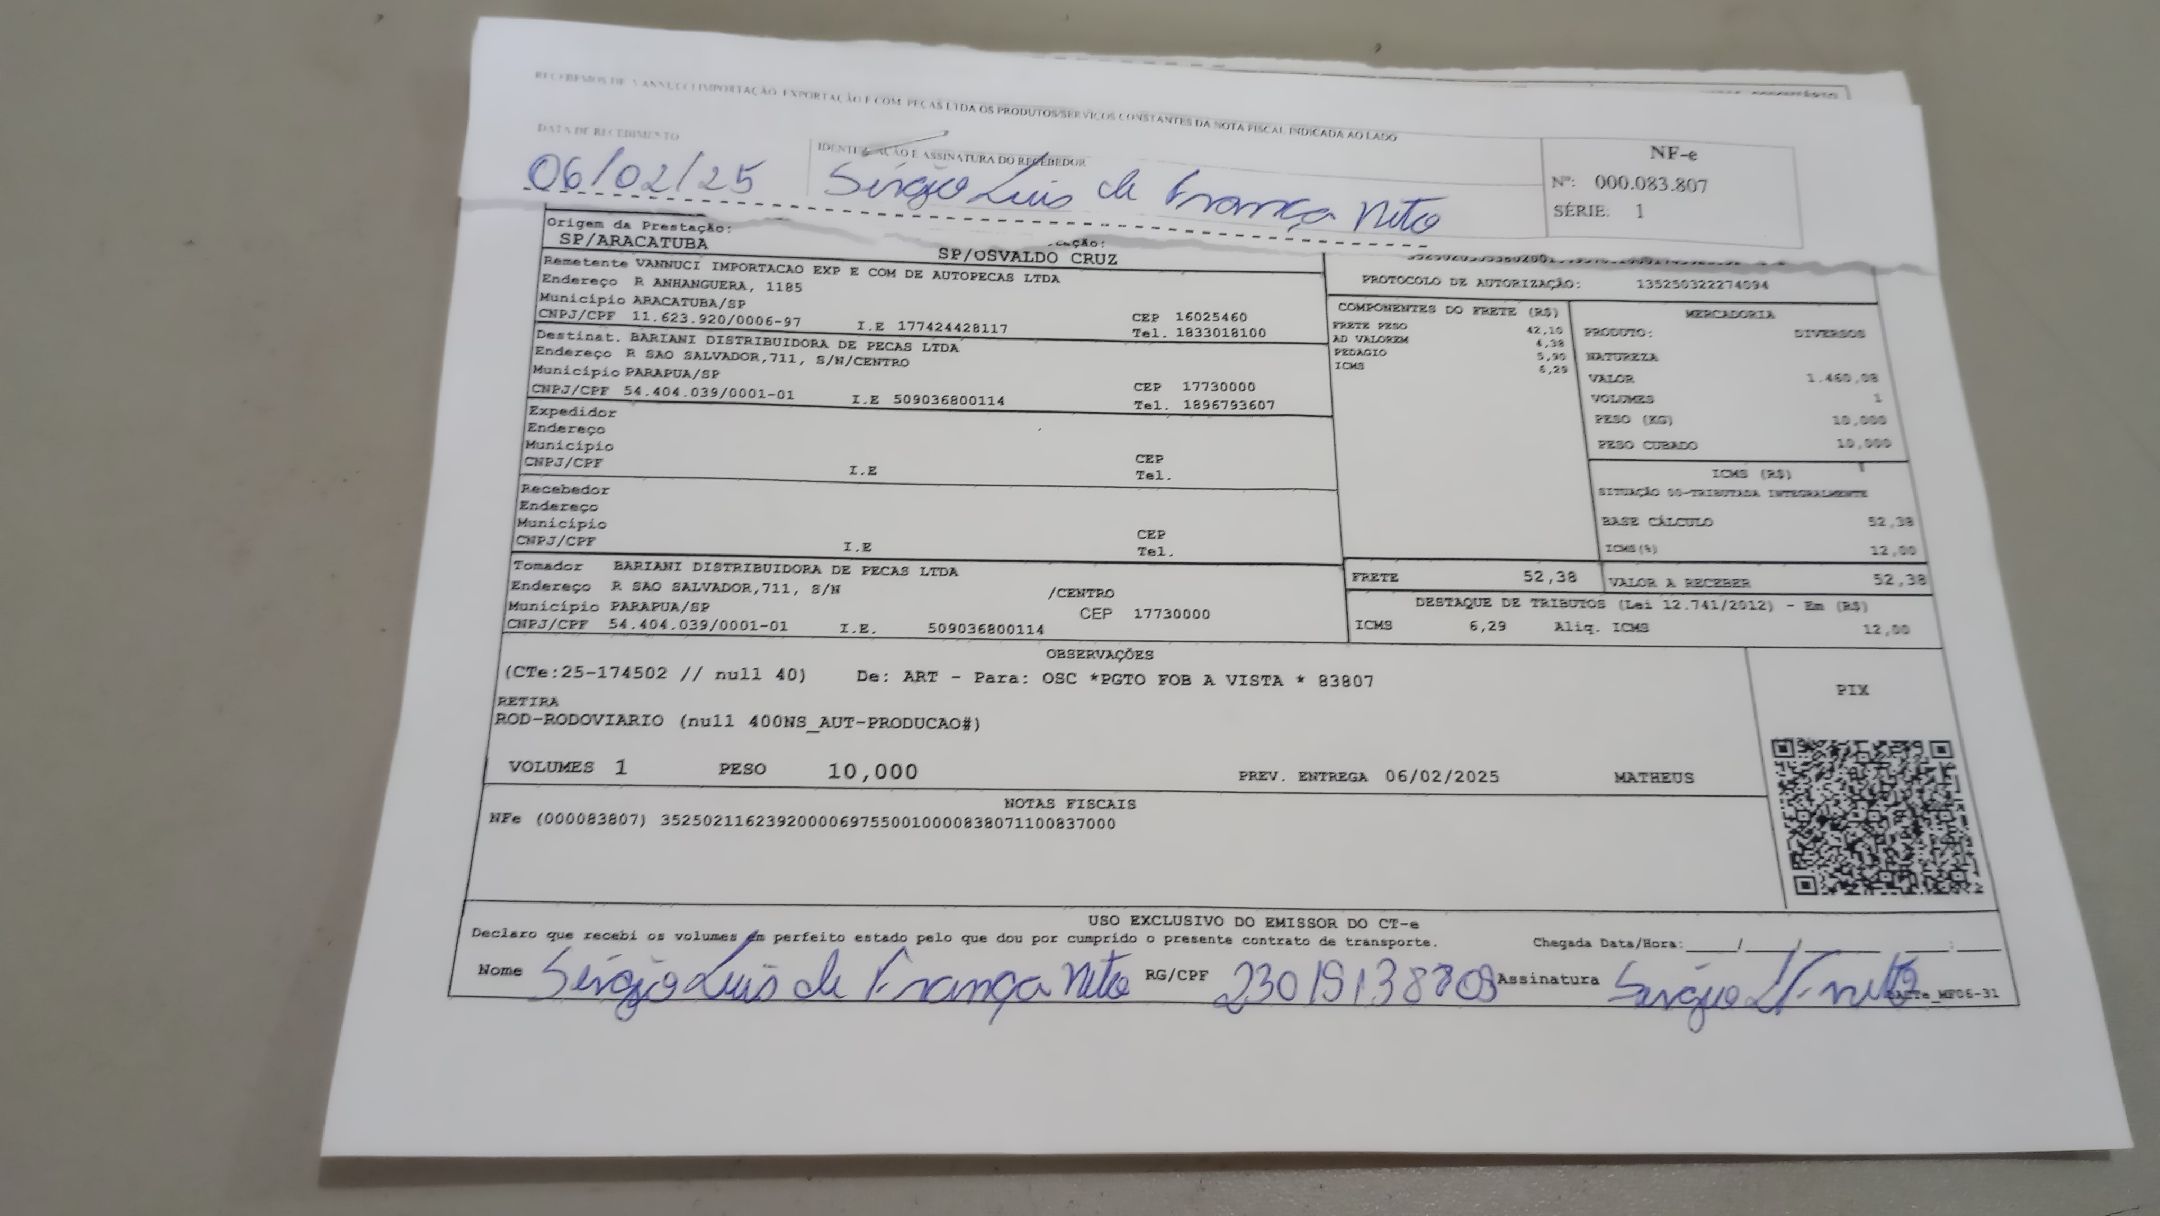 RECEBEMOS DE VANNUCCI IMPORTAÇÃO, EXPORTAÇÃO E COM. PEÇAS LTDA OS PRODUTOS/SERVIÇOS CONSTANTES DA NOTA FISCAL INDICADA AO LADO
DATA DE RECEBIMENTO
IDENTIFICAÇÃO E ASSINATURA DO RECEBEDOR
NF-e
06/02/25
Sérgio Luis de França Neto
Nº: 000.083.807
SÉRIE: 1
Origem da Prestação:
SP/ARACATUBA
SP/OSVALDO CRUZ
PROTOCOLO DE AUTORIZAÇÃO: 135250322274094
Remetente VANNUCI IMPORTACAO EXP E COM DE AUTOPECAS LTDA
Endereço R ANHANGUERA, 1185
Município ARACATUBA/SP
CEP 16025460
CNPJ/CPF 11.623.920/0006-97 I.E 177424428117
Tel. 1833018100
Destinat. BARIANI DISTRIBUIDORA DE PECAS LTDA
Endereço R SAO SALVADOR,711, S/N/CENTRO
Município PARAPUA/SP
CEP 17730000
CNPJ/CPF 54.404.039/0001-01 I.E 509036800114
Tel. 1896793607
Expedidor
Endereço
Município
CEP
CNPJ/CPF I.E
Tel.
Recebedor
Endereço
Município
CEP
CNPJ/CPF I.E
Tel.
Tomador BARIANI DISTRIBUIDORA DE PECAS LTDA
Endereço R SAO SALVADOR,711, S/N /CENTRO
Município PARAPUA/SP CEP 17730000
CNPJ/CPF 54.404.039/0001-01 I.E. 509036800114
COMPONENTES DO FRETE (R$)
FRETE PESO 42,10
AD VALOREM 4,38
PEDAGIO 5,90
ICMS 6,29
MERCADORIA
PRODUTO: DIVERSOS
NATUREZA
VALOR 1.460,08
VOLUMES 1
PESO (KG) 10,000
PESO CUBADO 10,000
ICMS (R$)
SITUAÇÃO 00-TRIBUTADA INTEGRALMENTE
BASE CÁLCULO 52,38
ICMS(%) 12,00
FRETE 52,38
VALOR A RECEBER 52,38
DESTAQUE DE TRIBUTOS (Lei 12.741/2012) - Em (R$)
ICMS 6,29 Aliq. ICMS 12,00
OBSERVAÇÕES
(CTe:25-174502 // null 40) De: ART - Para: OSC *PGTO FOB A VISTA * 83807
RETIRA
ROD-RODOVIARIO (null 400NS_AUT-PRODUCAO#)
PIX
VOLUMES 1 PESO 10,000 PREV. ENTREGA 06/02/2025 MATHEUS
NOTAS FISCAIS
NFe (000083807) 35250211623920000697550010000838071100837000
USO EXCLUSIVO DO EMISSOR DO CT-e
Declaro que recebi os volumes em perfeito estado pelo que dou por cumprido o presente contrato de transporte. Chegada Data/Hora:____/____/____ ____:____
Nome Sérgio Luis de França Neto RG/CPF 23019138809 Assinatura Sérgio L F neto